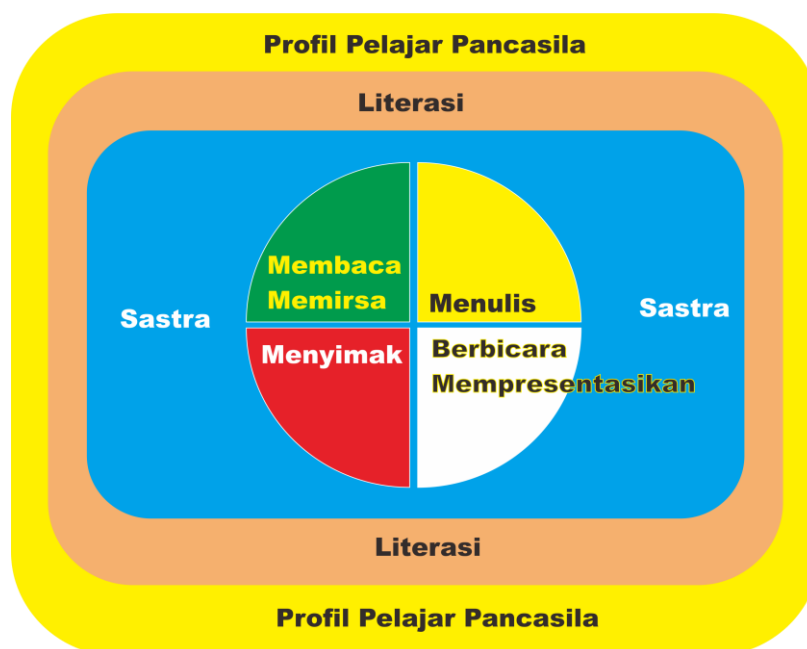 Profil Pelajar Pancasila
Literasi
Membaca
Memirsa
Menulis
Sastra
Sastra
Menyimak
Berbicara
Mempresentasikan
Literasi
Profil Pelajar Pancasila